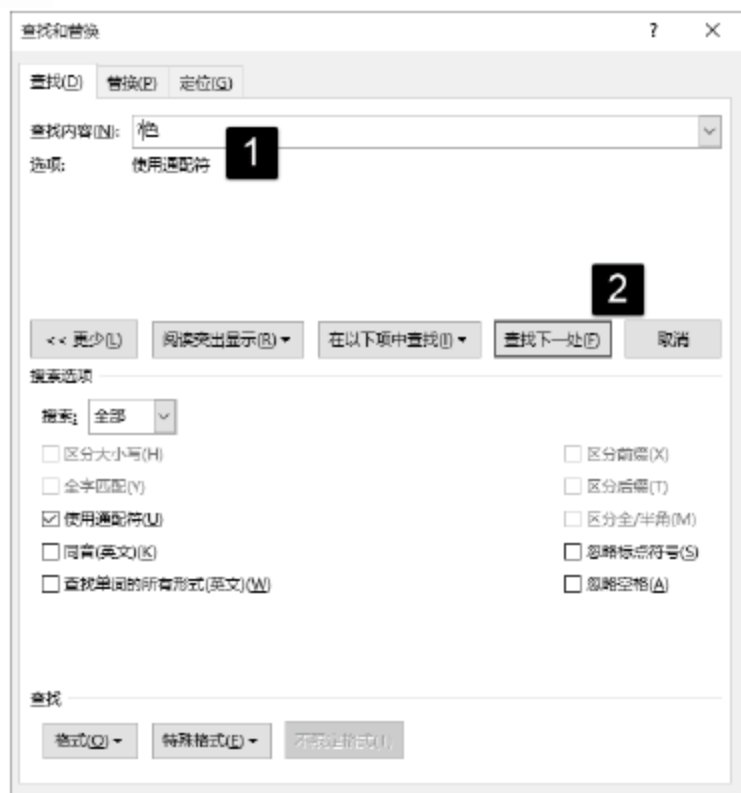 查找和替换 ? ×
查找(D) 替换(P) 定位(G)
查找内容(N): 色
选项: 使用通配符
1
2
<< 更少(L) 阅读突出显示(R) 在以下项中查找(I) 查找下一处(F) 取消
搜索选项
搜索: 全部
区分大小写(H) 区分前缀(X)
全字匹配(Y) 区分后缀(T)
使用通配符(U) 区分全/半角(M)
同音(英文)(K) 忽略标点符号(S)
查找单词的所有形式(英文)(W) 忽略空格(A)
查找
格式(O) 特殊格式(E) 不限定格式(T)